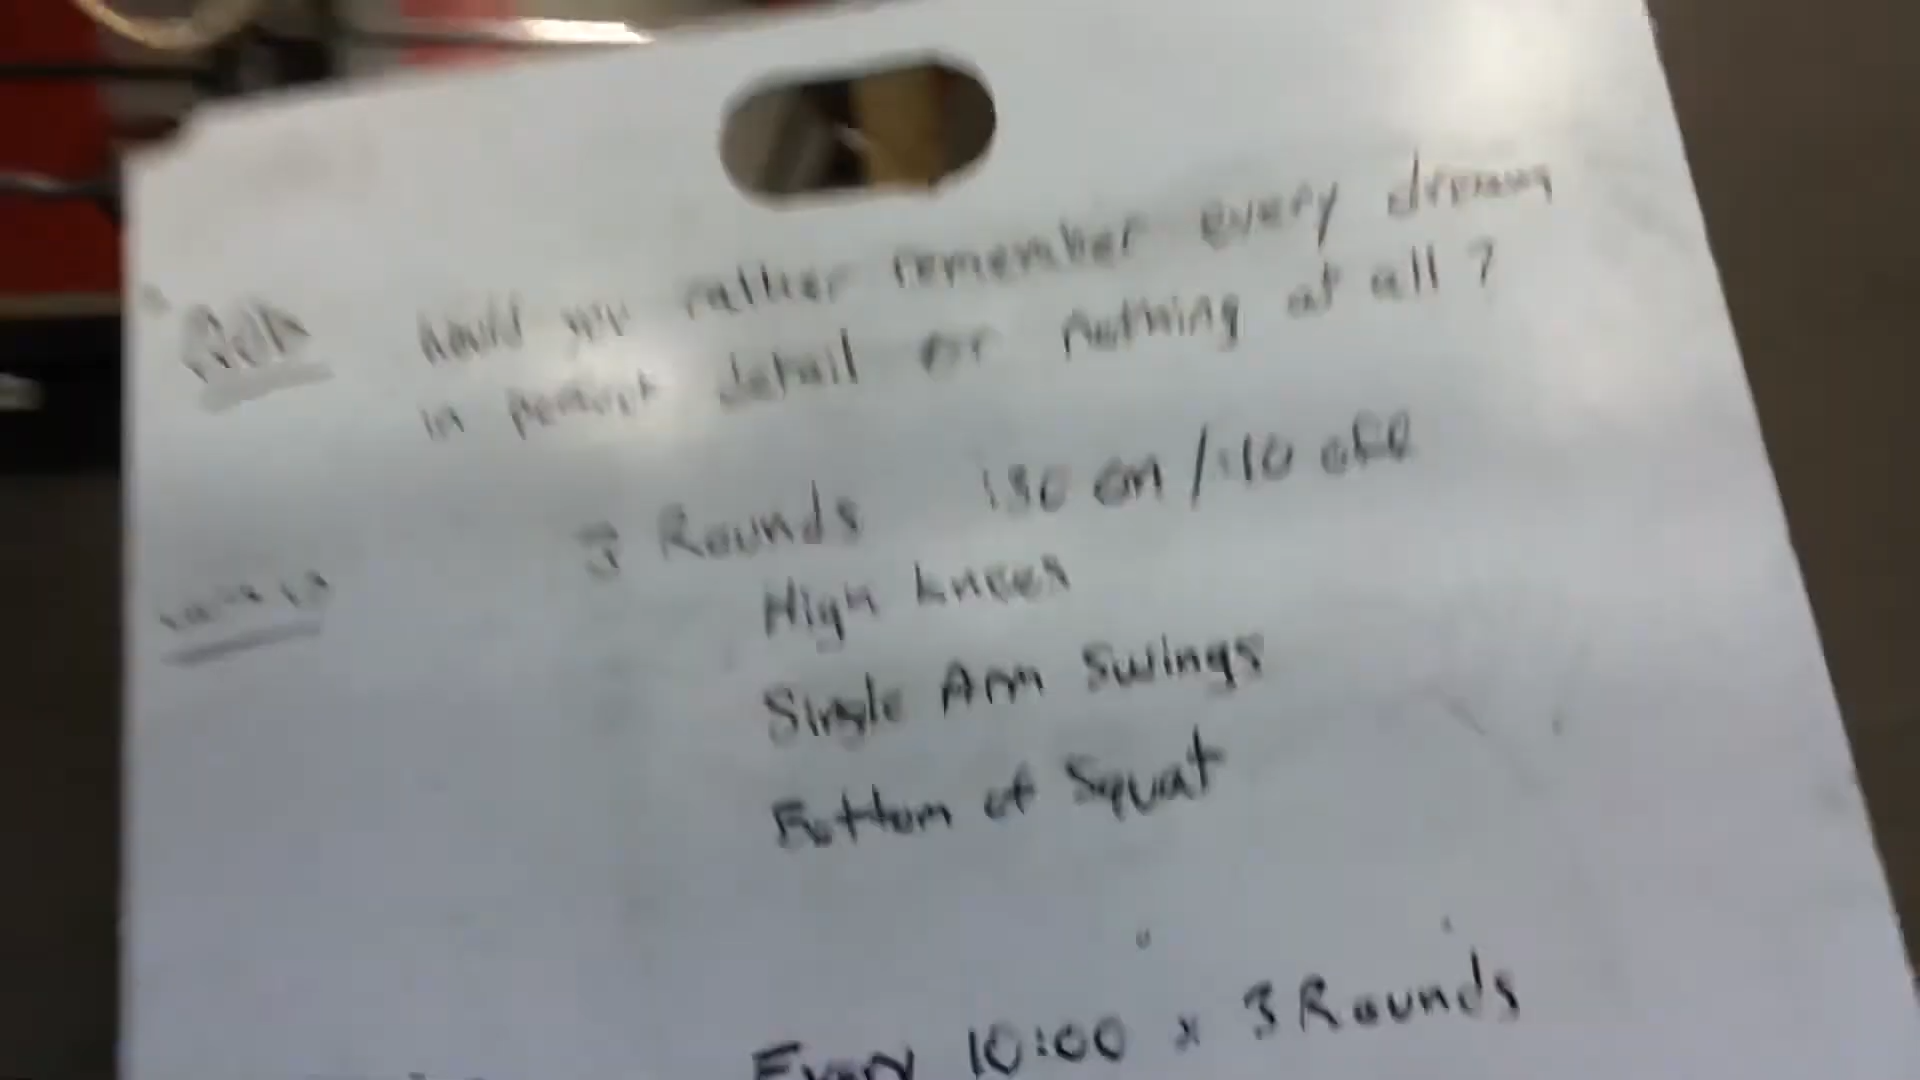 Would you rather remember every dream
in perfect detail or nothing at all?
3 Rounds :30 on /:10 off
High knees
Single Arm Swings
Bottom of Squat
Every 10:00 x 3 Rounds